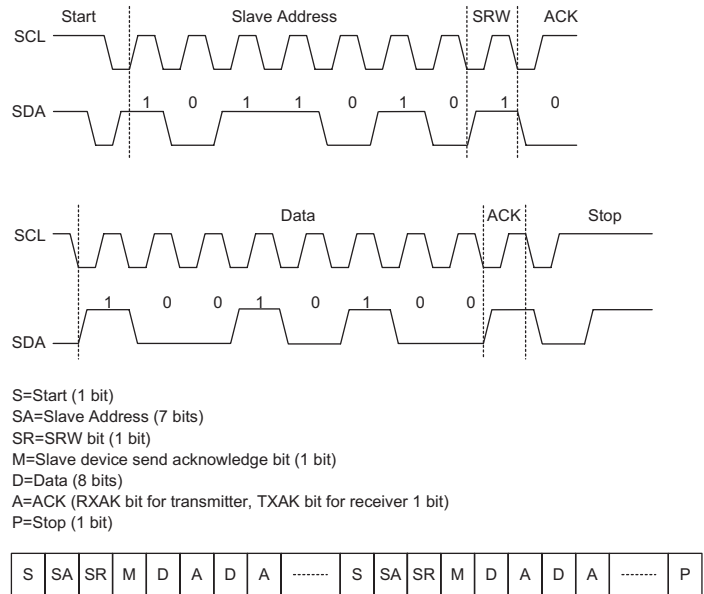 Start Slave Address SRW ACK
SCL
1 0 1 1 0 1 0 1 0
SDA
Data ACK Stop
SCL
1 0 0 1 0 1 0 0
SDA
S=Start (1 bit)
SA=Slave Address (7 bits)
SR=SRW bit (1 bit)
M=Slave device send acknowledge bit (1 bit)
D=Data (8 bits)
A=ACK (RXAK bit for transmitter, TXAK bit for receiver 1 bit)
P=Stop (1 bit)
S SA SR M D A D A -------- S SA SR M D A D A -------- P